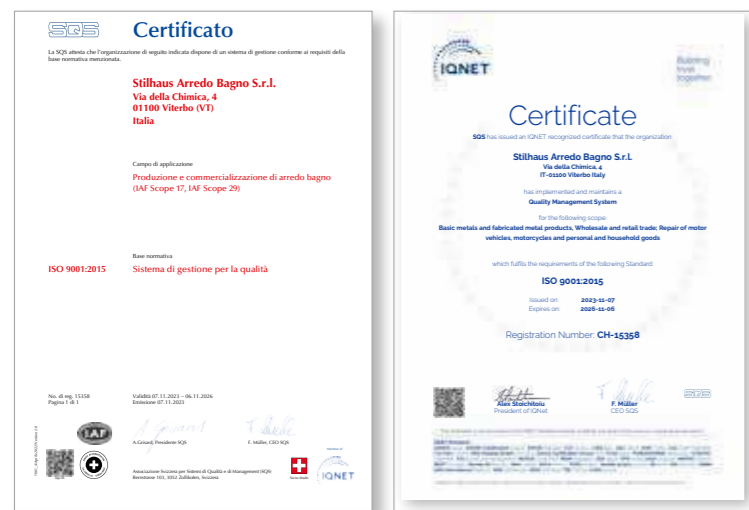 SQS
Certificato
La SQS attesta che l'organizzazione di seguito indicata dispone di un sistema di gestione conforme ai requisiti della
base normativa menzionata.
Stilhaus Arredo Bagno S.r.l.
Via della Chimica, 4
01100 Viterbo (VT)
Italia
Campo di applicazione
Produzione e commercializzazione di arredo bagno
(IAF Scope 17, IAF Scope 29)
Base normativa
ISO 9001:2015 Sistema di gestione per la qualità
No. di reg. 15358
Pagina 1 di 1
Validità 07.11.2023 – 06.11.2026
Emissione 07.11.2023
IAF
A.Grisard, Presidente SQS
F. Müller, CEO SQS
Associazione Svizzera per Sistemi di Qualità e di Management (SQS)
Bernstrasse 103, 3052 Zollikofen, Svizzera
Swiss Made
IQNET
IQNET
Building
trust
together
Certificate
SQS has issued an IQNET recognized certificate that the organization
Stilhaus Arredo Bagno S.r.l.
Via della Chimica, 4
IT-01100 Viterbo Italy
has implemented and maintains a
Quality Management System
for the following scope:
Basic metals and fabricated metal products, Wholesale and retail trade; Repair of motor
vehicles, motorcycles and personal and household goods
which fulfils the requirements of the following Standard
ISO 9001:2015
Issued on: 2023-11-07
Expires on: 2026-11-06
Registration Number: CH-15358
Alex Stoichitoiu
President of IQNet
F. Müller
CEO SQS
SQS